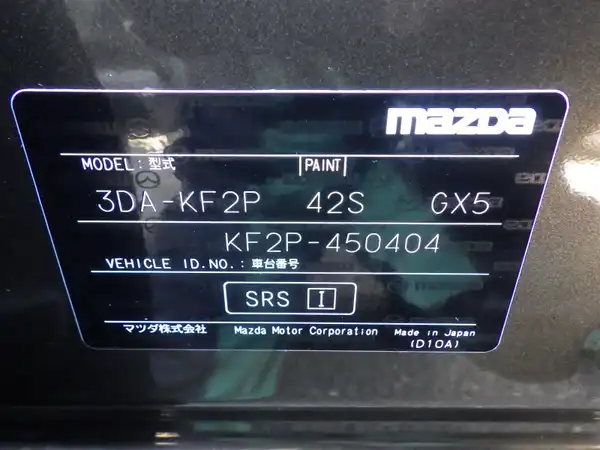 mazda
MODEL:型式 PAINT
3DA-KF2P 42S GX5
KF2P-450404
VEHICLE ID.NO.:車台番号
SRS I
マツダ株式会社 Mazda Motor Corporation Made in Japan
(D10A)